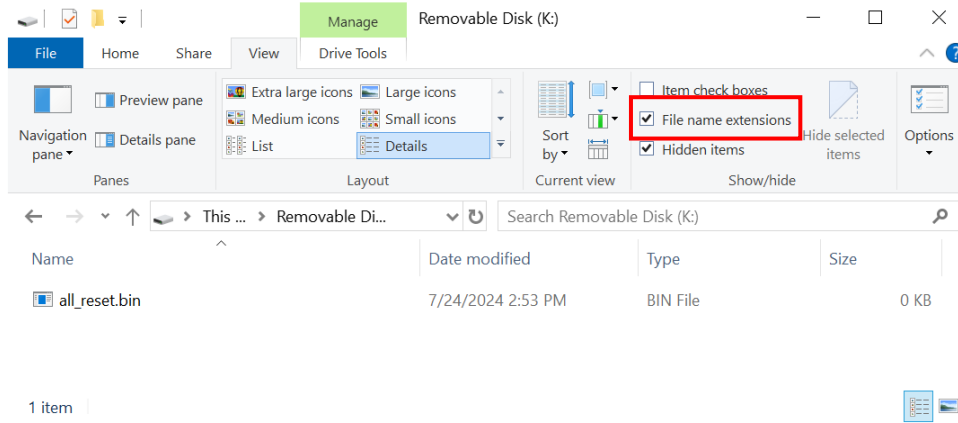 Manage
Removable Disk (K:)
File
Home
Share
View
Drive Tools
?
Navigation pane
Preview pane
Details pane
Panes
Extra large icons
Large icons
Medium icons
Small icons
List
Details
Layout
Sort by
Current view
Item check boxes
File name extensions
Hidden items
Hide selected items
Show/hide
Options
This ...
Removable Di...
Search Removable Disk (K:)
Name
Date modified
Type
Size
all_reset.bin
7/24/2024 2:53 PM
BIN File
0 KB
1 item